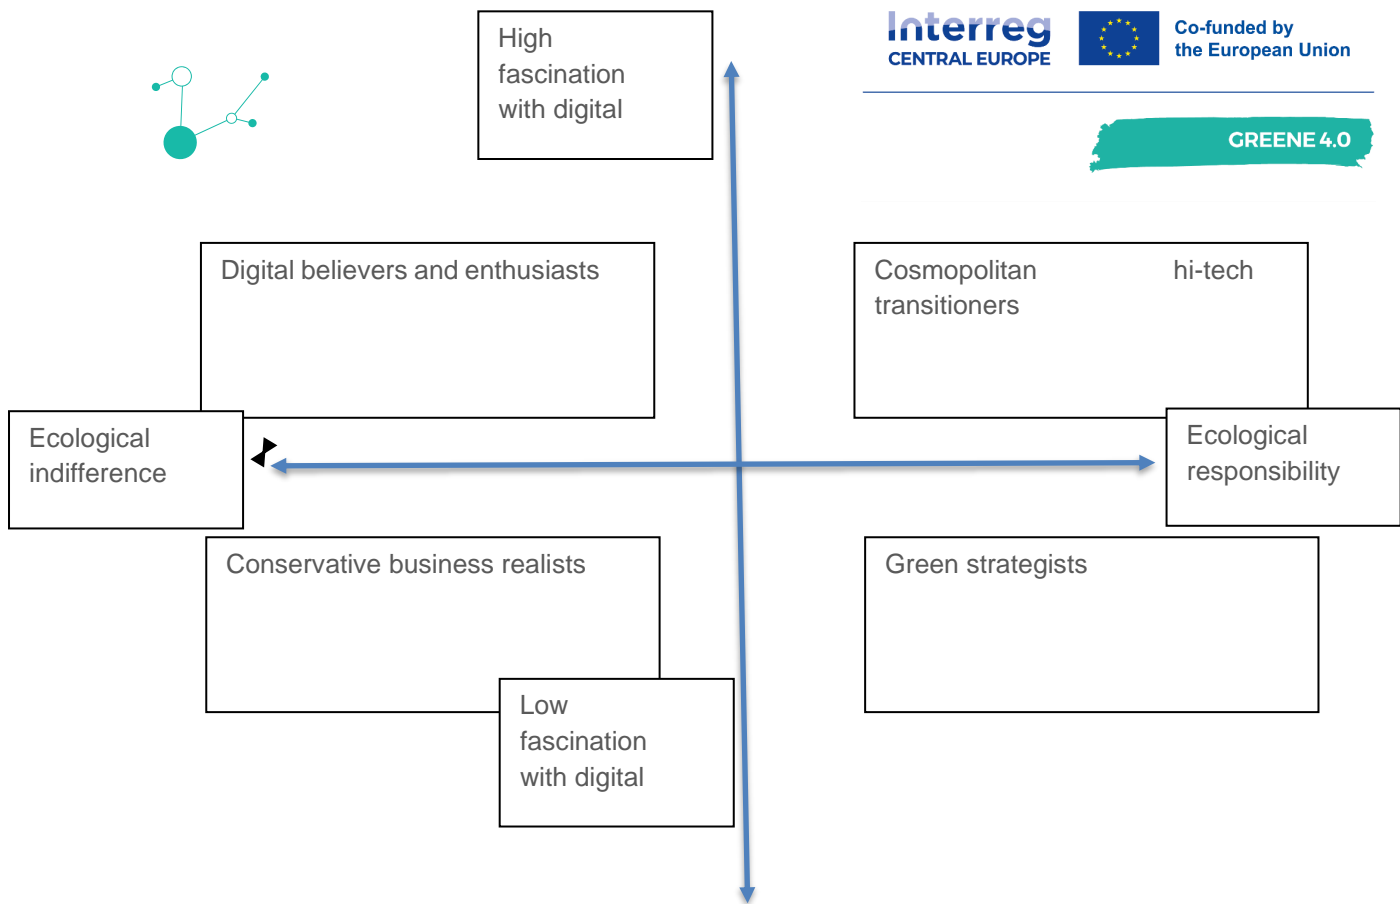 High
fascination
with digital
Interreg
CENTRAL EUROPE
Co-funded by
the European Union
GREENE 4.0
Digital believers and enthusiasts
Cosmopolitan hi-tech
transitioners
Ecological
indifference
Ecological
responsibility
Conservative business realists
Green strategists
Low
fascination
with digital